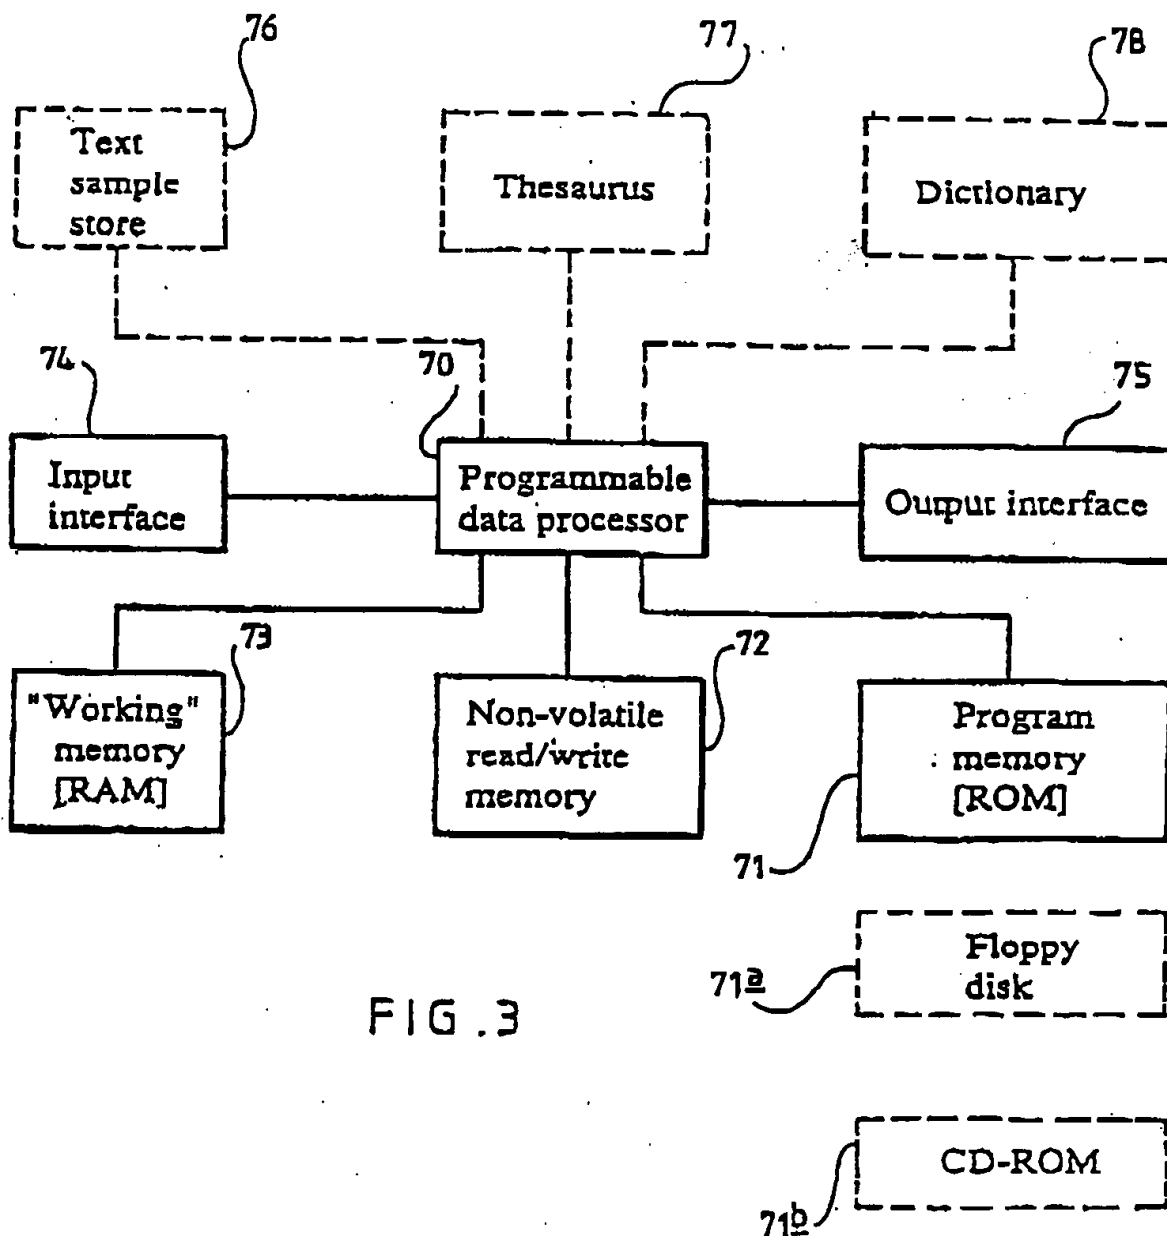 76
77
78
Text
sample
store
Thesaurus
Dictionary
74
70
75
Input
interface
Programmable
data processor
Output interface
73
72
"Working"
memory
[RAM]
Non-volatile
read/write
memory
Program
memory
[ROM]
71
Floppy
disk
71a
FIG.3
CD-ROM
71b